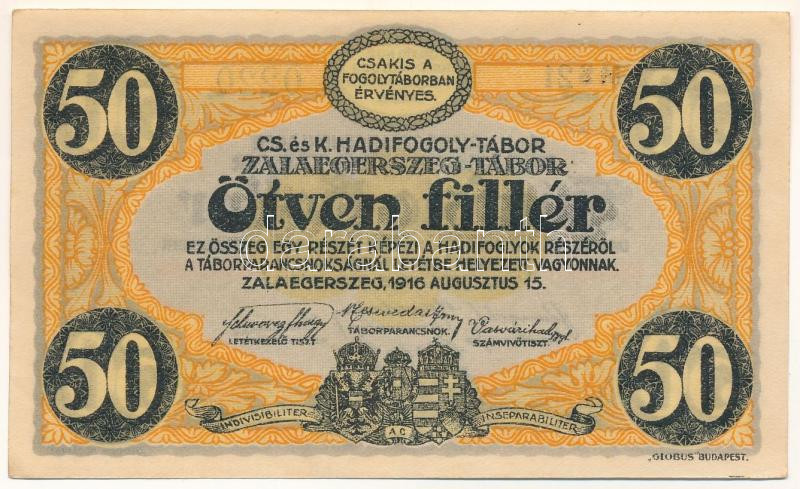 50
50
CSAKIS A
FOGOLYTÁBORBAN
ÉRVÉNYES.
CS. és K. HADIFOGOLY-TÁBOR
ZALAEGERSZEG-TÁBOR
Ötven fillér
darabanth
EZ ÖSSZEG EGY RÉSZÉT KÉPEZI A HADIFOGLYOK RÉSZÉRŐL
A TÁBORPARANCSNOKSÁGNÁL LETÉTBE HELYEZETT VAGYONNAK.
ZALAEGERSZEG, 1916 AUGUSZTUS 15.
LETÉTKEZELŐ TISZT.
TÁBORPARANCSNOK.
SZÁMVIVŐTISZT.
50
50
INDIVISIBILITER
AC
INSEPARABILITER
„GLOBUS" BUDAPEST.